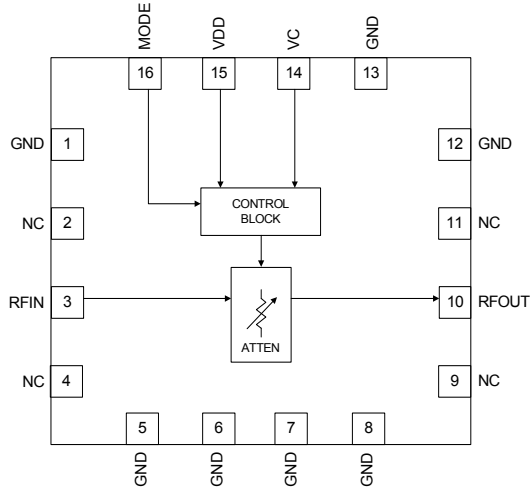 MODE
VDD
VC
GND
16
15
14
13
GND 1
12 GND
CONTROL
BLOCK
NC 2
11 NC
RFIN 3
10 RFOUT
ATTEN
NC 4
9 NC
5
6
7
8
GND
GND
GND
GND